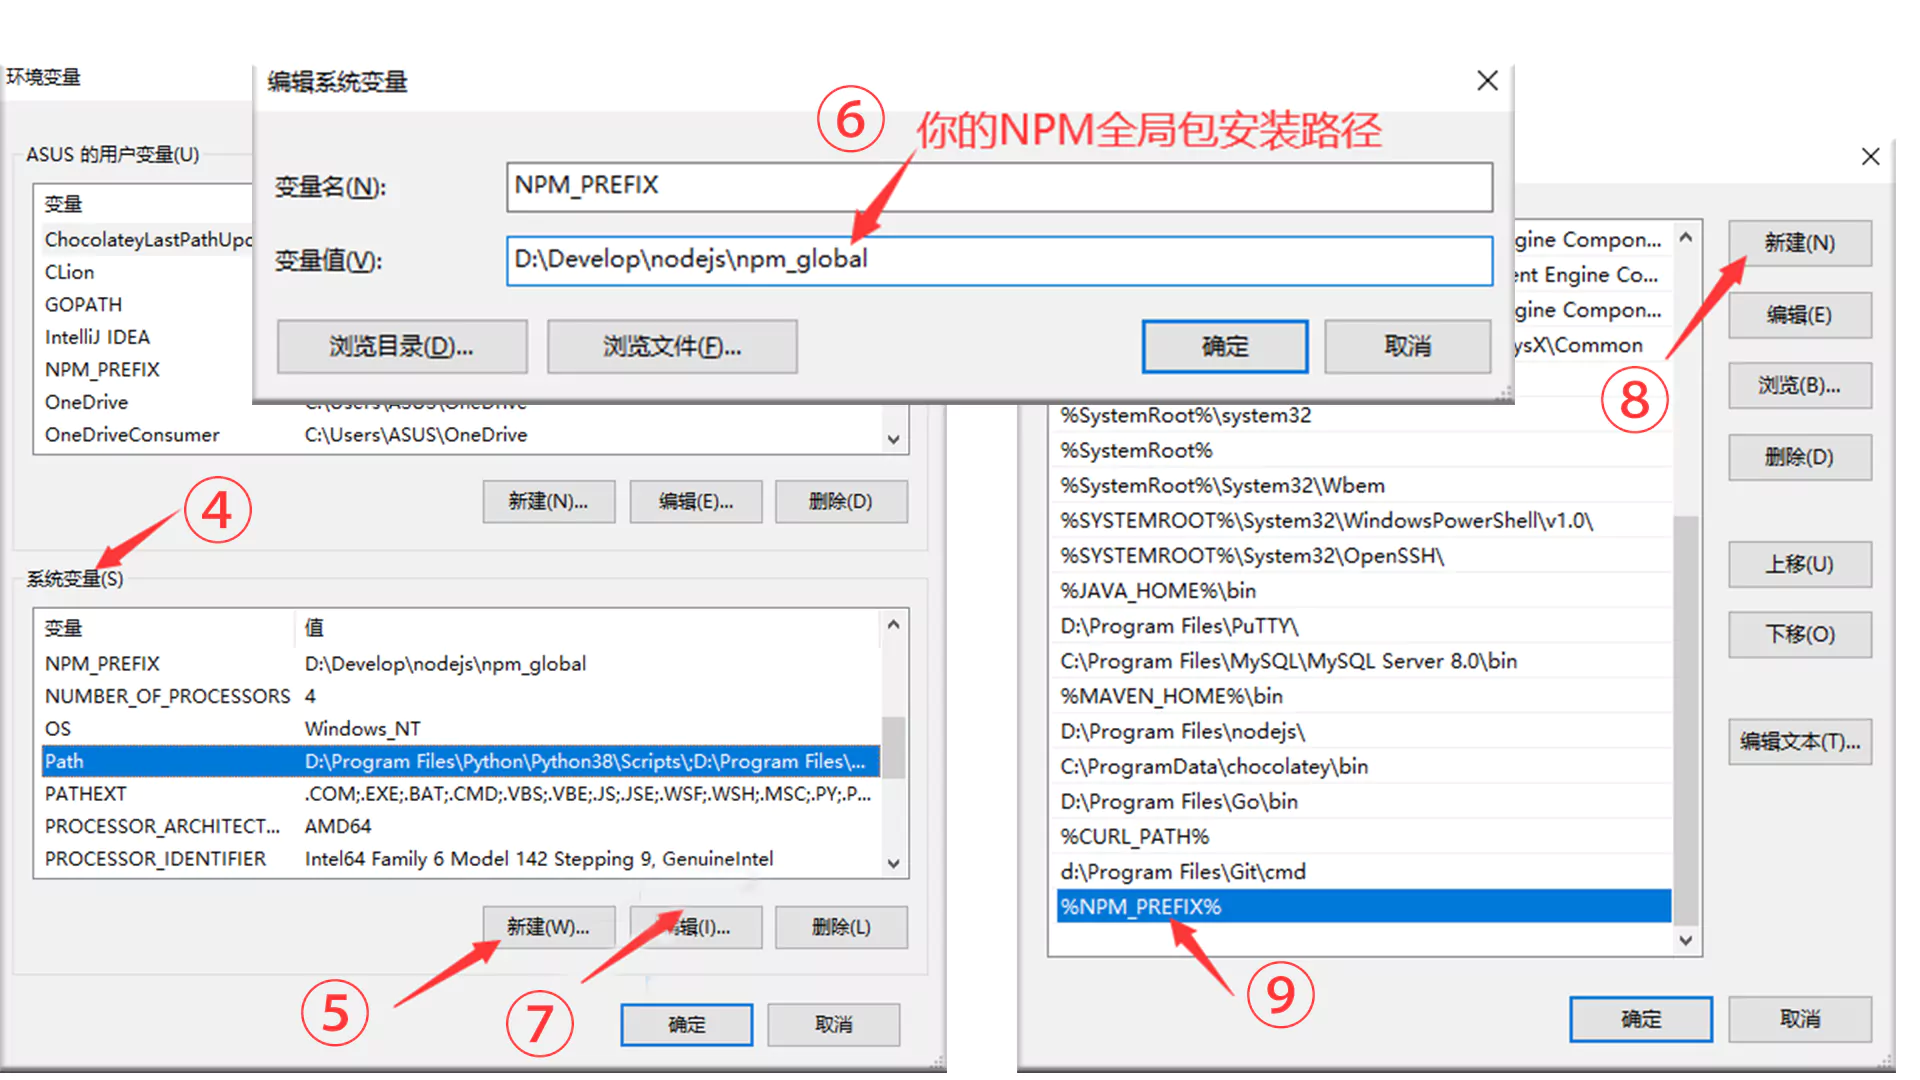 环境变量
ASUS 的用户变量(U)
变量
ChocolateyLastPathUpd
CLion
GOPATH
IntelliJ IDEA
NPM_PREFIX
OneDrive
C:\Users\ASUS\OneDrive
OneDriveConsumer
C:\Users\ASUS\OneDrive
新建(N)...
编辑(E)...
删除(D)
④
系统变量(S)
变量
值
NPM_PREFIX
D:\Develop\nodejs\npm_global
NUMBER_OF_PROCESSORS
4
OS
Windows_NT
Path
D:\Program Files\Python\Python38\Scripts\;D:\Program Files\...
PATHEXT
.COM;.EXE;.BAT;.CMD;.VBS;.VBE;.JS;.JSE;.WSF;.WSH;.MSC;.PY;.P...
PROCESSOR_ARCHITECT...
AMD64
PROCESSOR_IDENTIFIER
Intel64 Family 6 Model 142 Stepping 9, GenuineIntel
新建(W)...
编辑(I)...
删除(L)
⑤
⑦
确定
取消
编辑系统变量
⑥
你的NPM全局包安装路径
变量名(N):
NPM_PREFIX
变量值(V):
D:\Develop\nodejs\npm_global
浏览目录(D)...
浏览文件(F)...
确定
取消
gine Compon...
ent Engine Co...
gine Compon...
ysX\Common
%SystemRoot%\system32
%SystemRoot%
%SystemRoot%\System32\Wbem
%SYSTEMROOT%\System32\WindowsPowerShell\v1.0\
%SYSTEMROOT%\System32\OpenSSH\
%JAVA_HOME%\bin
D:\Program Files\PuTTY\
C:\Program Files\MySQL\MySQL Server 8.0\bin
%MAVEN_HOME%\bin
D:\Program Files\nodejs\
C:\ProgramData\chocolatey\bin
D:\Program Files\Go\bin
%CURL_PATH%
d:\Program Files\Git\cmd
%NPM_PREFIX%
⑧
⑨
新建(N)
编辑(E)
浏览(B)...
删除(D)
上移(U)
下移(O)
编辑文本(T)...
确定
取消